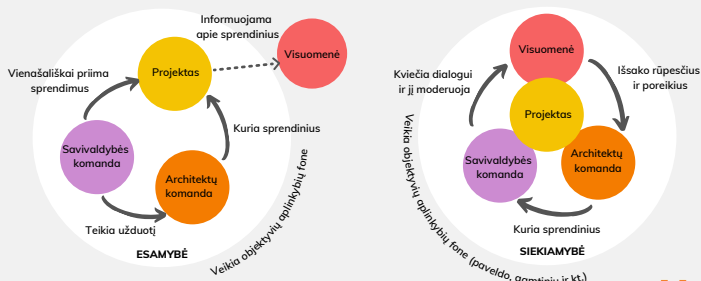 Informuojama
apie sprendinius
Visuomenė
Projektas
Vienašališkai priima
sprendimus
Kuria sprendinius
Savivaldybės
komanda
Architektų
komanda
Teikia užduotį
ESAMYBĖ
Veikia objektyvių aplinkybių fone
Visuomenė
Kviečia dialogui
ir jį moderuoja
Išsako rūpesčius
ir poreikius
Projektas
Savivaldybės
komanda
Architektų
komanda
Kuria sprendinius
SIEKIAMYBĖ
Veikia objektyvių aplinkybių fone (paveldo, gamtinių ir kt.)